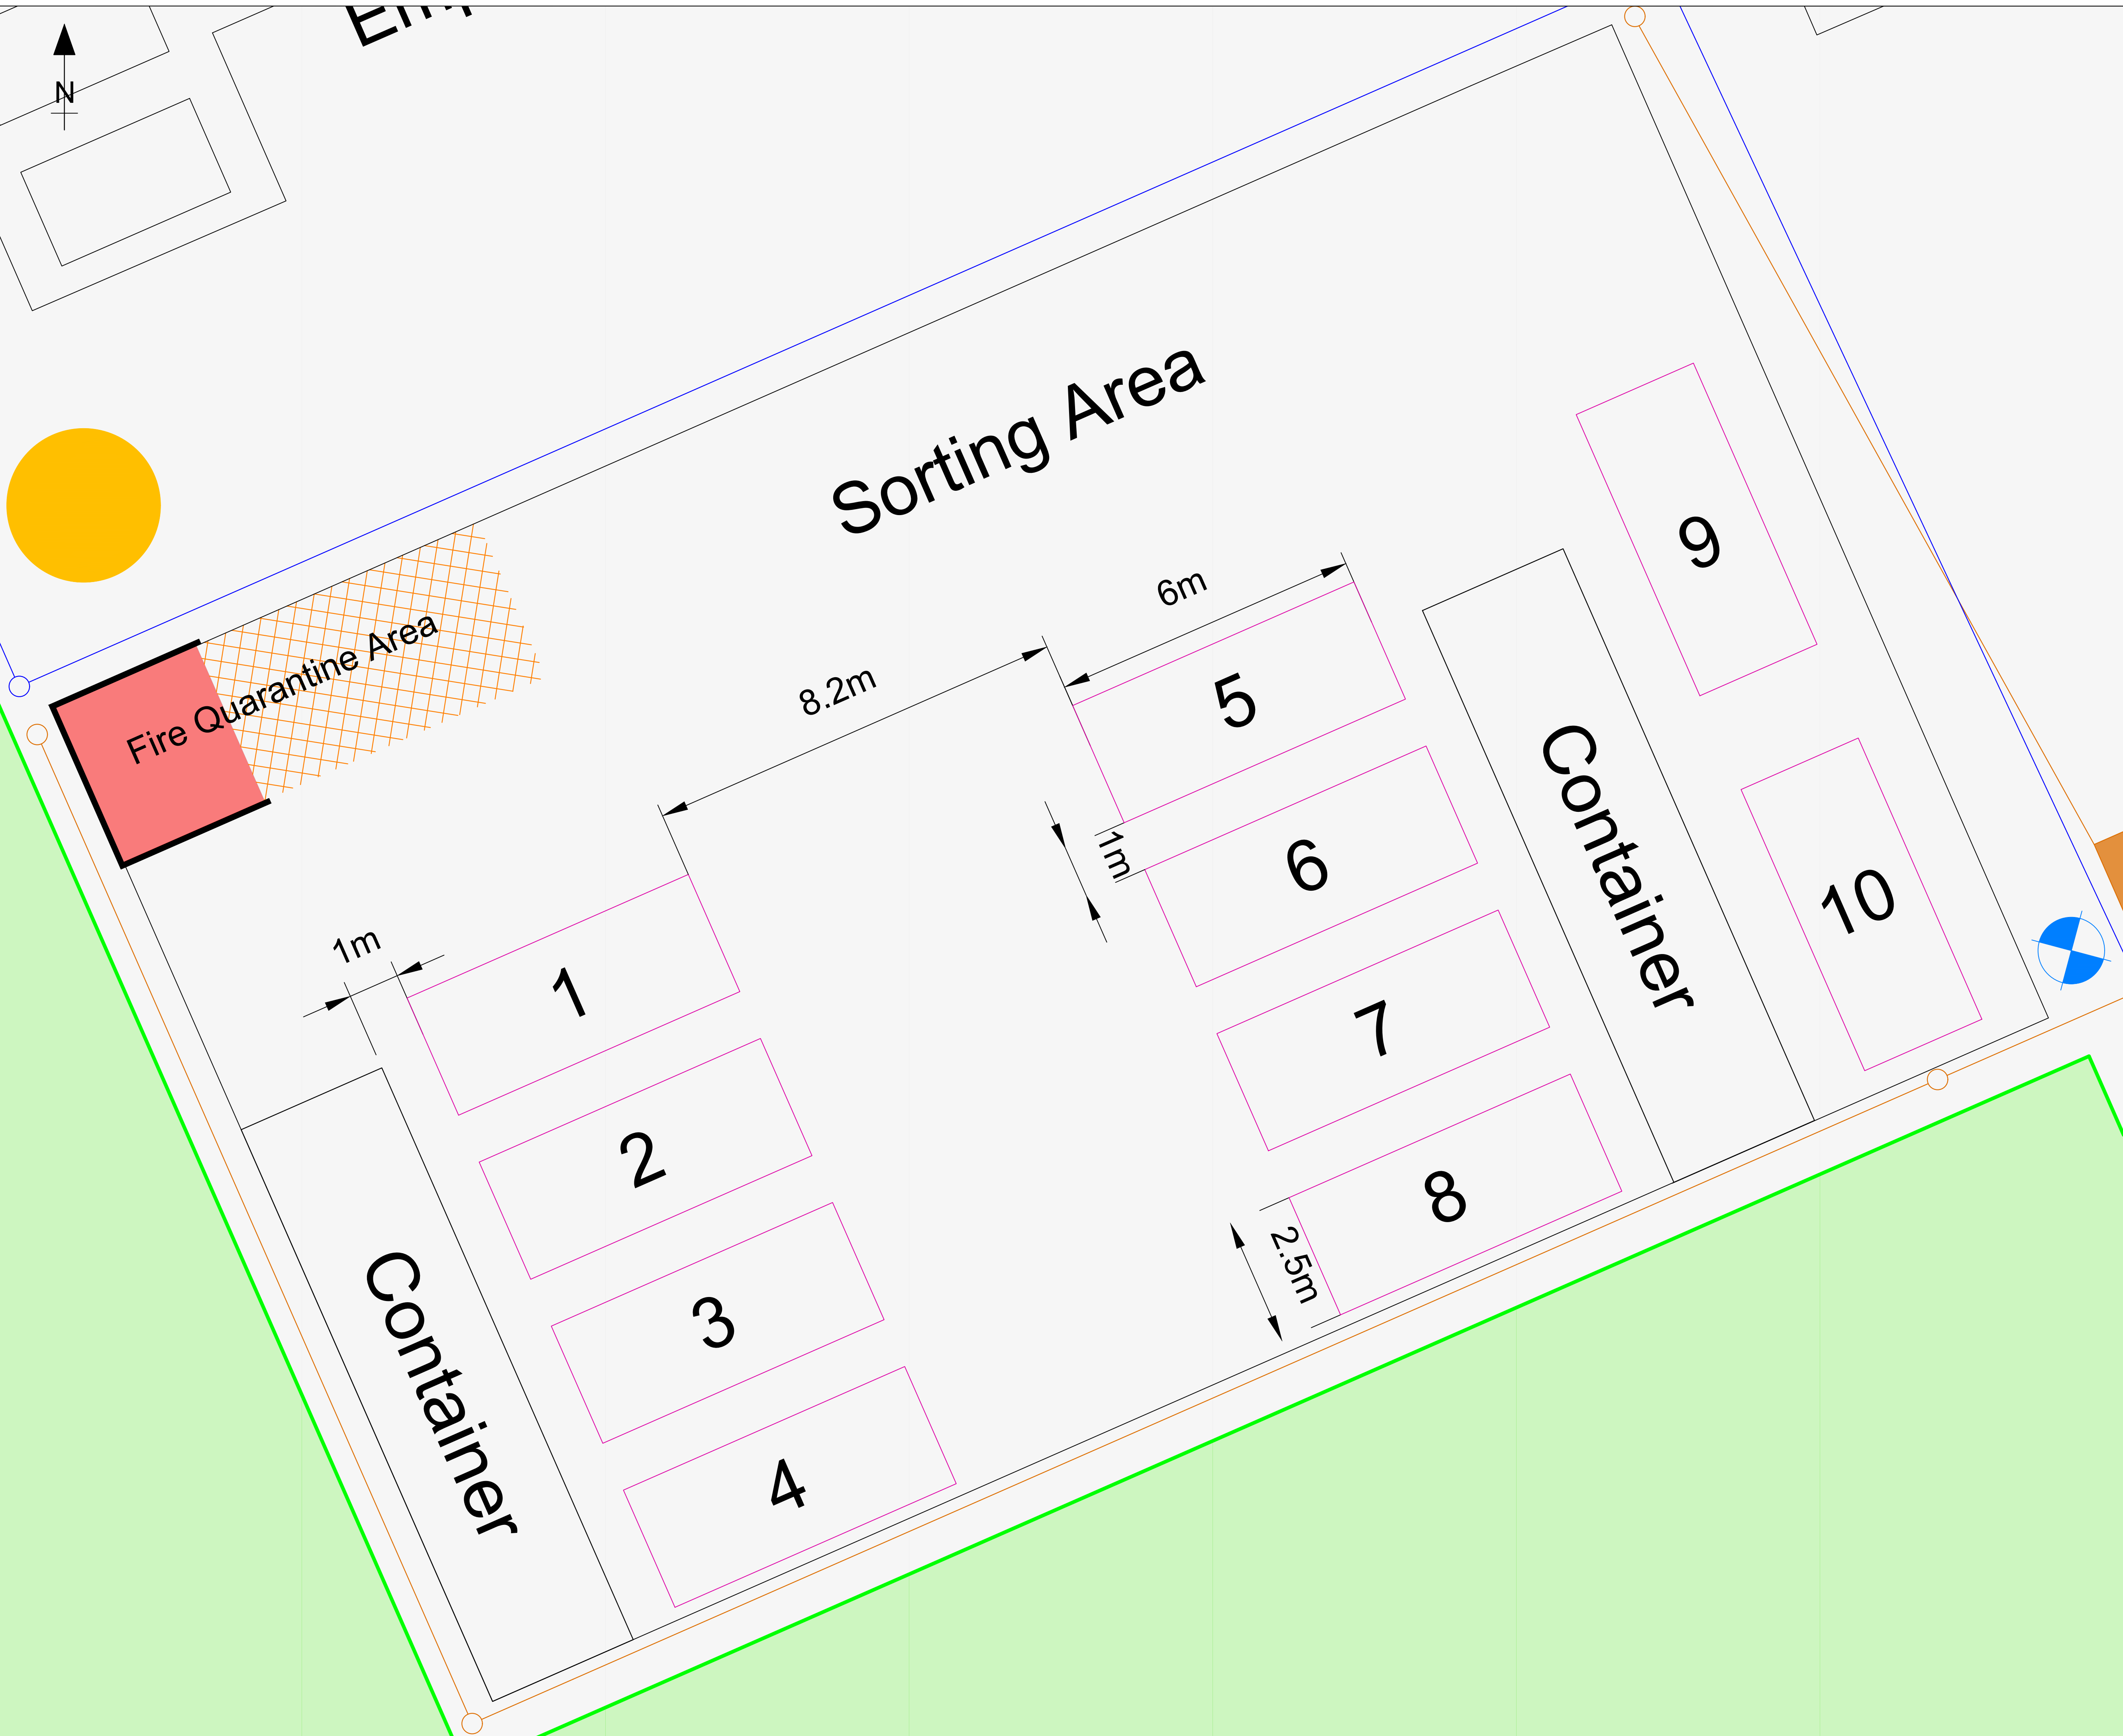 N
Sorting Area
Fire Quarantine Area
6m
8.2m
1m
1m
2.5m
1
2
3
4
5
6
7
8
9
10
Container
Container